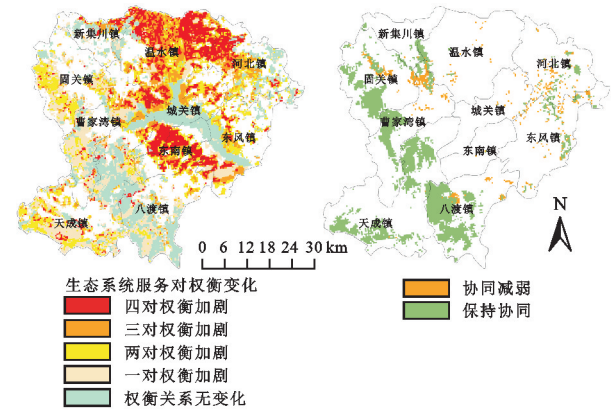 新集川镇
温水镇
河北镇
固关镇
城关镇
曹家湾镇
东风镇
东南镇
天成镇
八渡镇
新集川镇
温水镇
河北镇
固关镇
城关镇
曹家湾镇
东风镇
东南镇
天成镇
八渡镇
N
0 6 12 18 24 30 km
生态系统服务对权衡变化
四对权衡加剧
三对权衡加剧
两对权衡加剧
一对权衡加剧
权衡关系无变化
协同减弱
保持协同